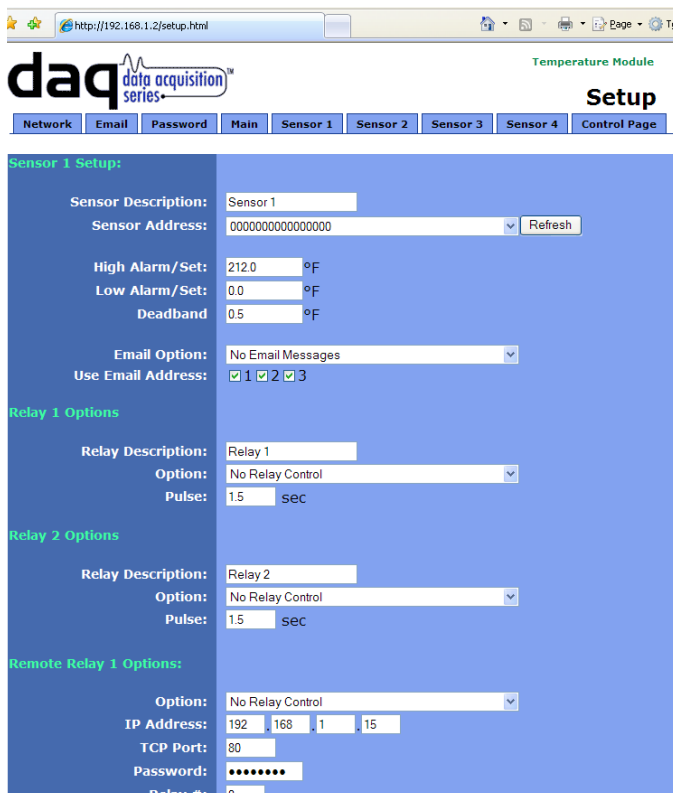 http://192.168.1.2/setup.html
Page
daq data acquisition series TM
Temperature Module
Setup
Network Email Password Main Sensor 1 Sensor 2 Sensor 3 Sensor 4 Control Page
Sensor 1 Setup:
Sensor Description: Sensor 1
Sensor Address: 0000000000000000 Refresh
High Alarm/Set: 212.0 °F
Low Alarm/Set: 0.0 °F
Deadband 0.5 °F
Email Option: No Email Messages
Use Email Address: 1 2 3
Relay 1 Options
Relay Description: Relay 1
Option: No Relay Control
Pulse: 1.5 sec
Relay 2 Options
Relay Description: Relay 2
Option: No Relay Control
Pulse: 1.5 sec
Remote Relay 1 Options:
Option: No Relay Control
IP Address: 192 . 168 . 1 . 15
TCP Port: 80
Password: ••••••••
Relay #: